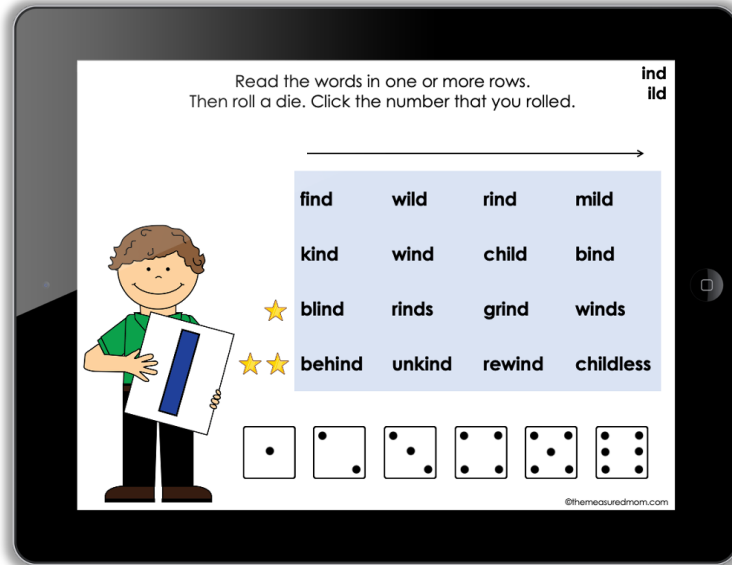 Read the words in one or more rows.
Then roll a die. Click the number that you rolled.
ind
ild
find wild rind mild
kind wind child bind
blind rinds grind winds
behind unkind rewind childless
©themeasuredmom.com